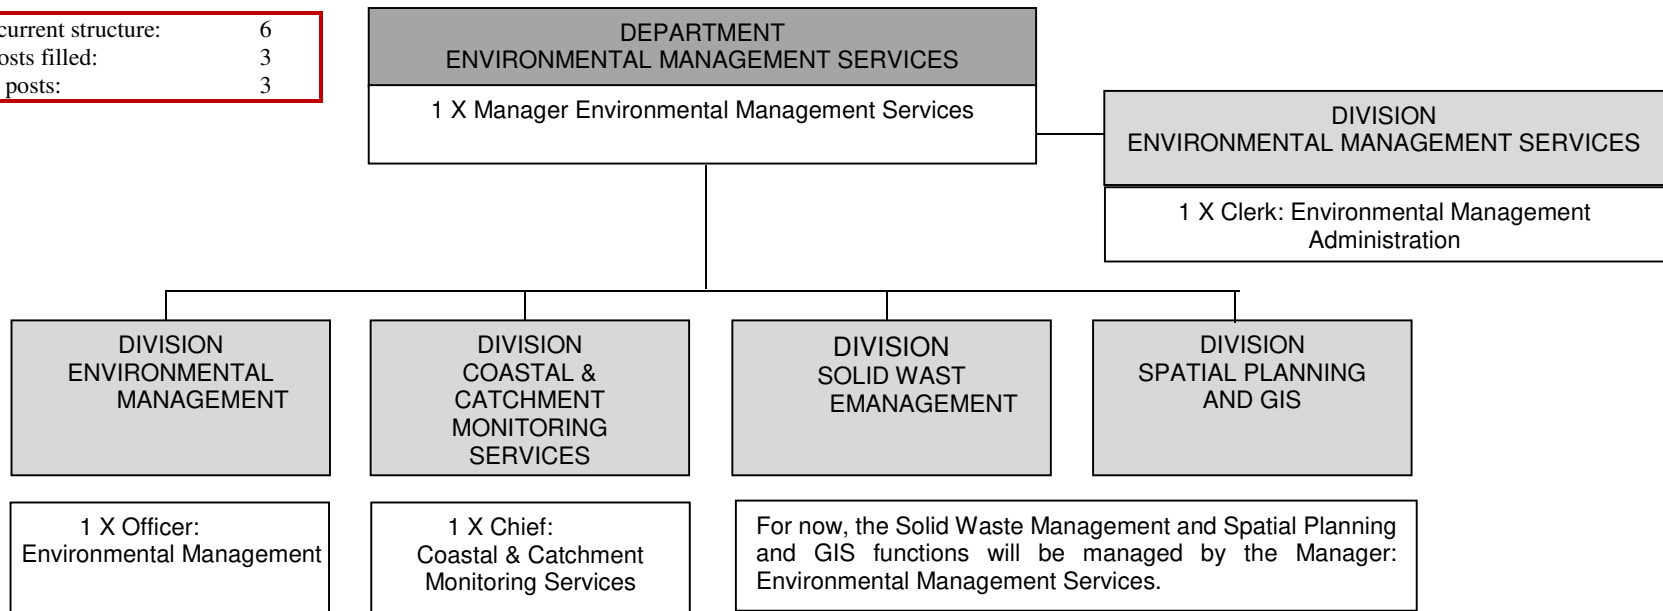 current structure: 6
osts filled: 3
posts: 3
DEPARTMENT
ENVIRONMENTAL MANAGEMENT SERVICES
1 X Manager Environmental Management Services
DIVISION
ENVIRONMENTAL MANAGEMENT SERVICES
1 X Clerk: Environmental Management
Administration
DIVISION
ENVIRONMENTAL
MANAGEMENT
DIVISION
COASTAL &
CATCHMENT
MONITORING
SERVICES
DIVISION
SOLID WAST
EMANAGEMENT
DIVISION
SPATIAL PLANNING
AND GIS
1 X Officer:
Environmental Management
1 X Chief:
Coastal & Catchment
Monitoring Services
For now, the Solid Waste Management and Spatial Planning
and GIS functions will be managed by the Manager:
Environmental Management Services.